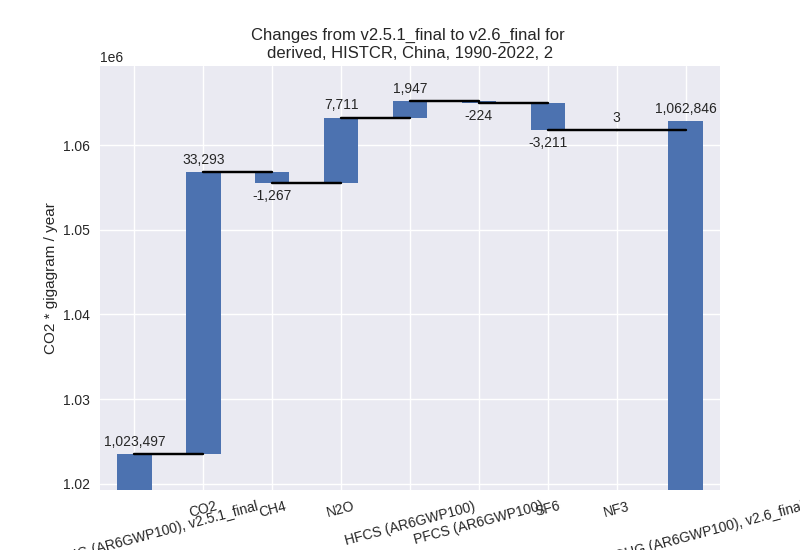 Changes from v2.5.1_final to v2.6_final for
derived, HISTCR, China, 1990-2022, 2
1e6
CO2 * gigagram / year
1.06
1.05
1.04
1.03
1.02
1,023,497
33,293
-1,267
7,711
1,947
-224
-3,211
3
1,062,846
(AR6GWP100), v2.5.1_final
CO2
CH4
N2O
HFCS (AR6GWP100)
PFCS (AR6GWP100)
SF6
NF3
(AR6GWP100), v2.6_final